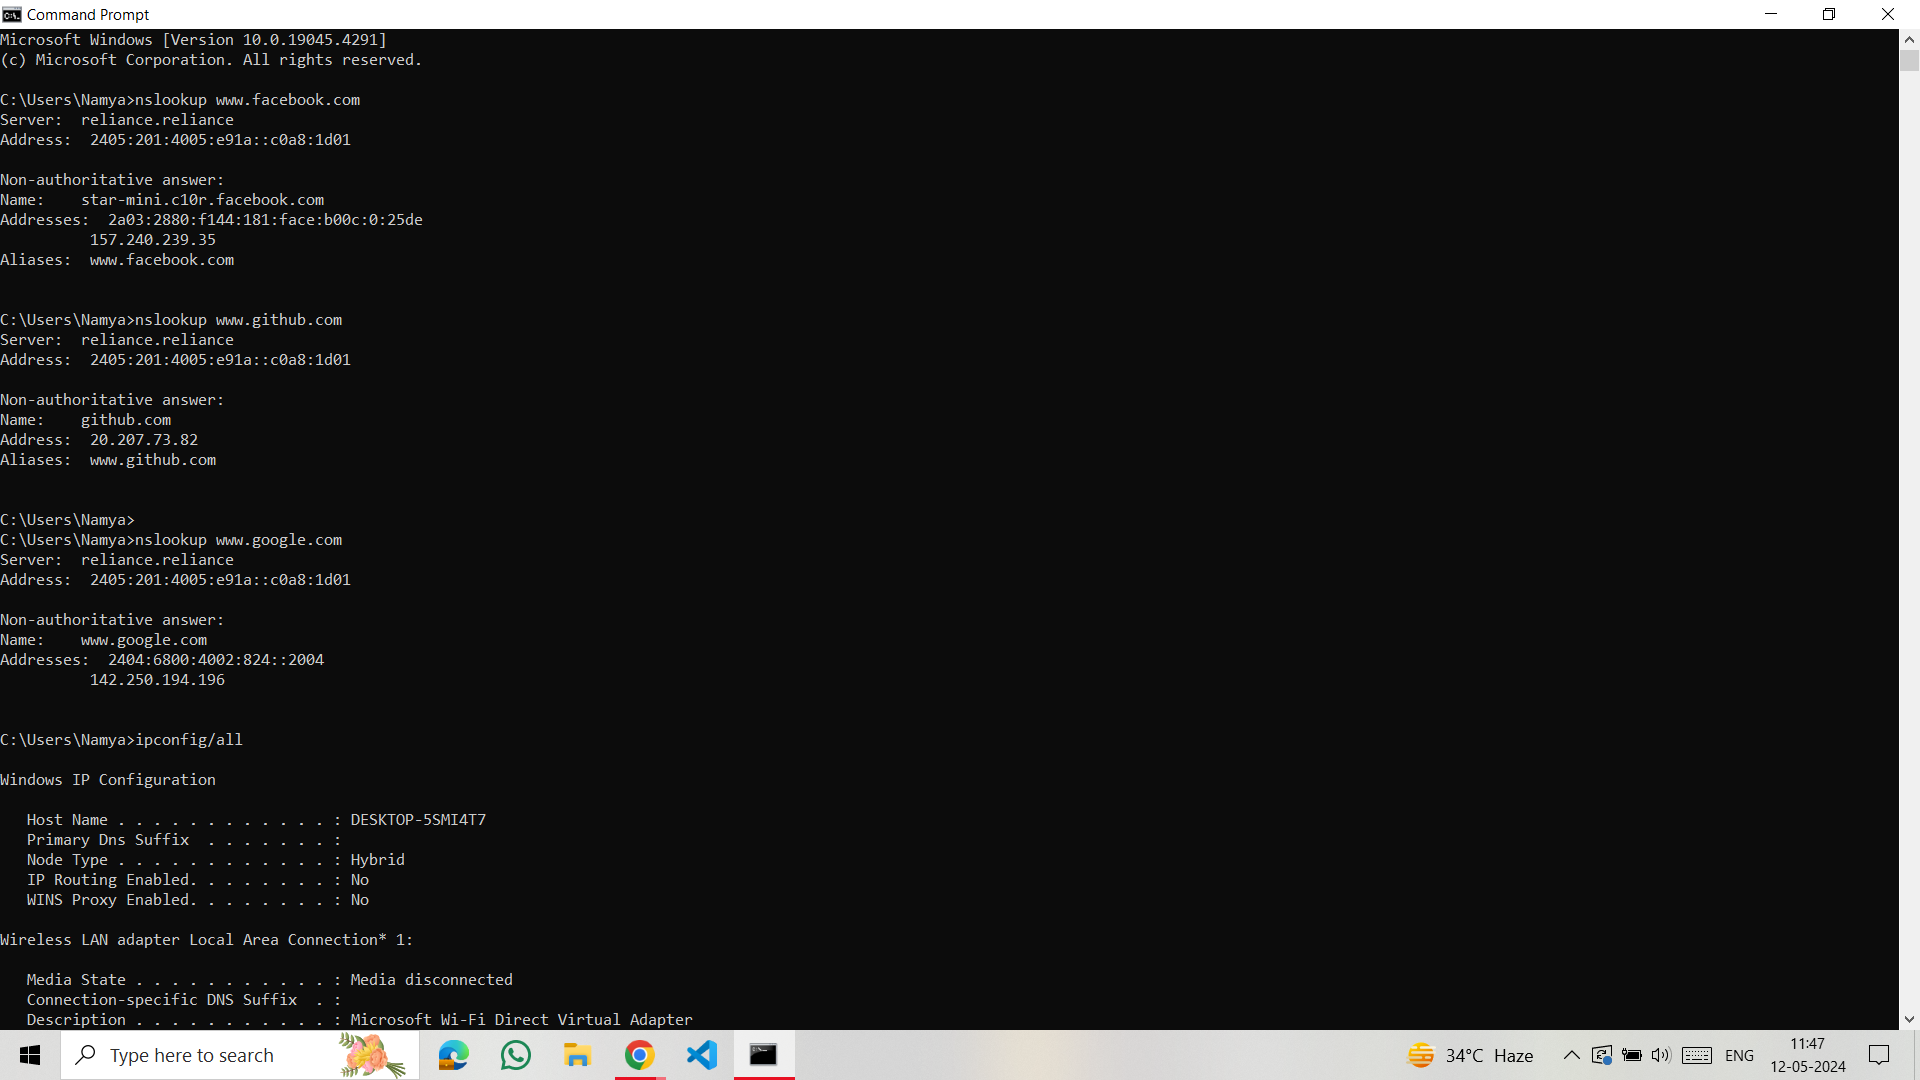 Command Prompt
Microsoft Windows [Version 10.0.19045.4291]
(c) Microsoft Corporation. All rights reserved.
C:\Users\Namya>nslookup www.facebook.com
Server:  reliance.reliance
Address:  2405:201:4005:e91a::c0a8:1d01
Non-authoritative answer:
Name:    star-mini.c10r.facebook.com
Addresses:  2a03:2880:f144:181:face:b00c:0:25de
          157.240.239.35
Aliases:  www.facebook.com
C:\Users\Namya>nslookup www.github.com
Server:  reliance.reliance
Address:  2405:201:4005:e91a::c0a8:1d01
Non-authoritative answer:
Name:    github.com
Address:  20.207.73.82
Aliases:  www.github.com
C:\Users\Namya>
C:\Users\Namya>nslookup www.google.com
Server:  reliance.reliance
Address:  2405:201:4005:e91a::c0a8:1d01
Non-authoritative answer:
Name:    www.google.com
Addresses:  2404:6800:4002:824::2004
          142.250.194.196
C:\Users\Namya>ipconfig/all
Windows IP Configuration
   Host Name . . . . . . . . . . . . : DESKTOP-5SMI4T7
   Primary Dns Suffix  . . . . . . . :
   Node Type . . . . . . . . . . . . : Hybrid
   IP Routing Enabled. . . . . . . . : No
   WINS Proxy Enabled. . . . . . . . : No
Wireless LAN adapter Local Area Connection* 1:
   Media State . . . . . . . . . . . : Media disconnected
   Connection-specific DNS Suffix  . :
   Description . . . . . . . . . . . : Microsoft Wi-Fi Direct Virtual Adapter
Type here to search
34°C Haze
ENG
11:47
12-05-2024